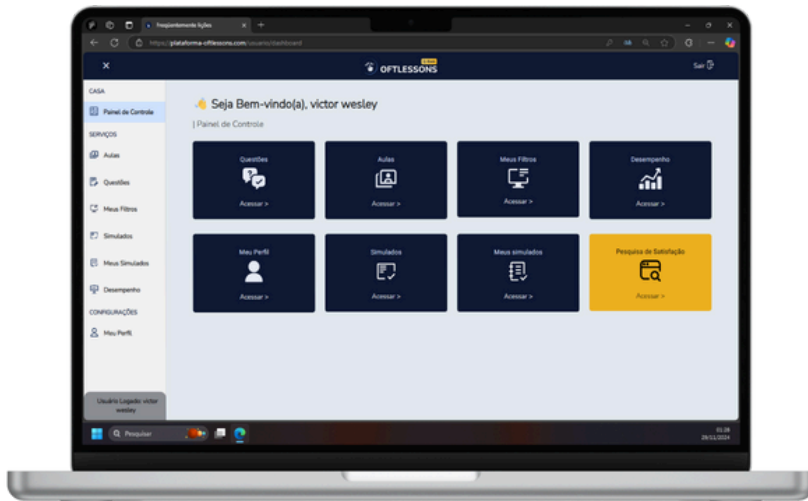 Freqüentemente lições
https://plataforma-oftlessons.com/usuario/dashboard
OFTLESSONS
Sair
CASA
Painel de Controle
SERVIÇOS
Aulas
Questões
Meus Filtros
Simulados
Meus Simulados
Desempenho
CONFIGURAÇÕES
Meu Perfil
Usuário Logado: victor
wesley
Seja Bem-vindo(a), victor wesley
| Painel de Controle
Questões
Acessar >
Aulas
Acessar >
Meus Filtros
Acessar >
Desempenho
Acessar >
Meu Perfil
Acessar >
Simulados
Acessar >
Meus simulados
Acessar >
Pesquisa de Satisfação
Acessar >
Pesquisar
01:28
29/11/2024